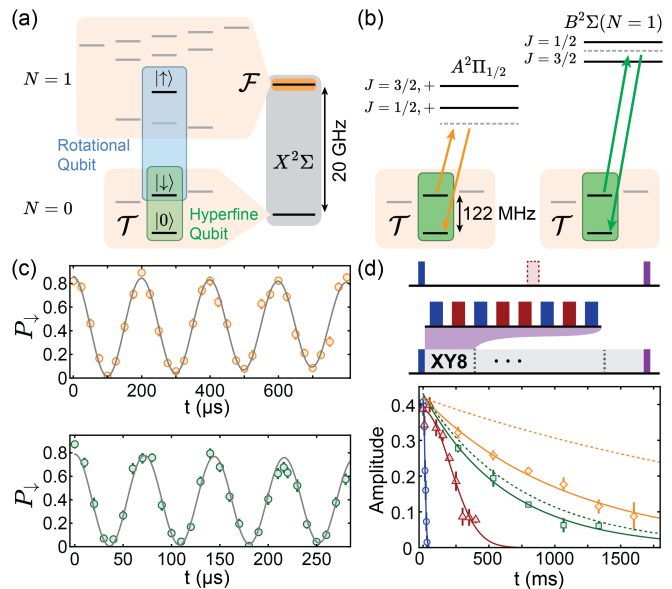 (a)
N = 1
|↑⟩
ℱ
Rotational
Qubit
|↓⟩
X²Σ
20 GHz
N = 0
𝒯
|0⟩
Hyperfine
Qubit
(b)
B²Σ(N = 1)
J = 1/2
J = 3/2
A²Π₁/₂
J = 3/2, +
J = 1/2, +
𝒯
122 MHz
𝒯
(c)
P↓
0.8
0.6
0.4
0.2
0
0 200 400 600
t (μs)
P↓
0.8
0.6
0.4
0.2
0
0 50 100 150 200 250
t (μs)
(d)
XY8 •••
Amplitude
0.4
0.3
0.2
0.1
0
0 500 1000 1500
t (ms)